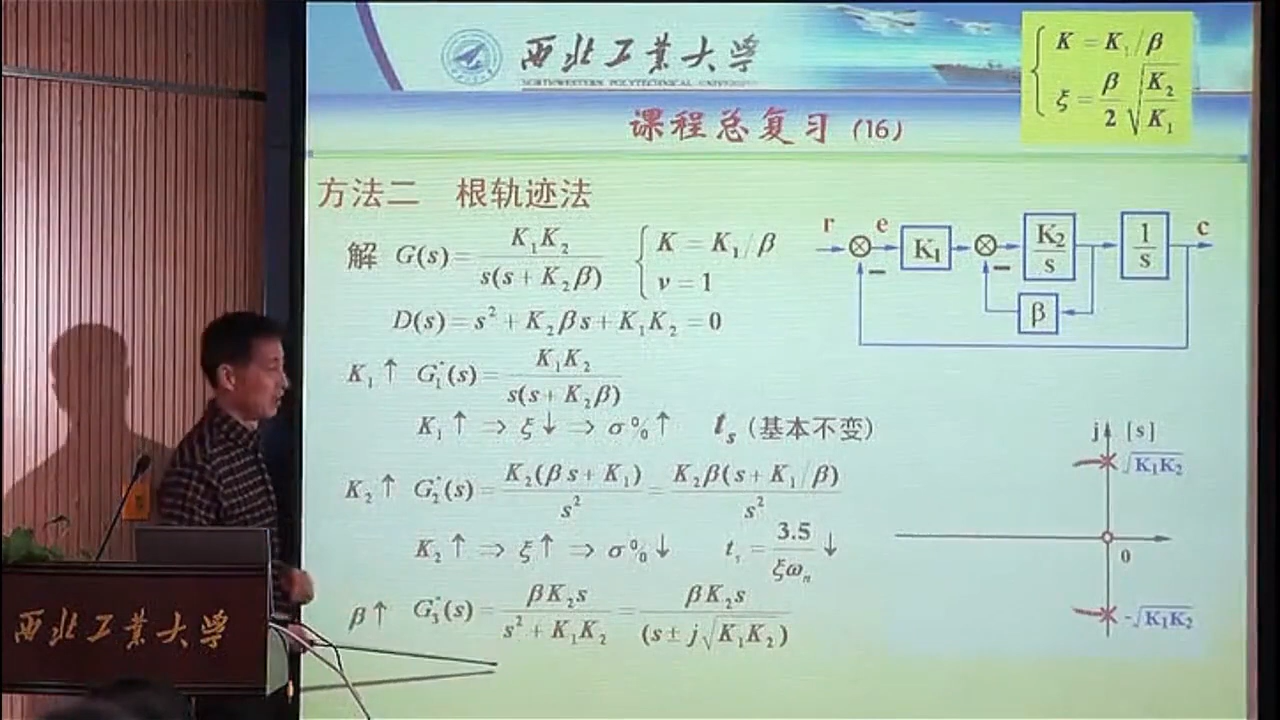 西北工业大学
NORTHWESTERN POLYTECHNICAL UNIVERSITY
K = K₁/β
ξ = β/2 √(K₂/K₁)
课程总复习 (16)
方法二 根轨迹法
解 G(s) = K₁K₂ / s(s + K₂β) { K = K₁/β
v = 1
D(s) = s² + K₂βs + K₁K₂ = 0
r e K₁ K₂/s 1/s c
− −
β
K₁ ↑ G₁*(s) = K₁K₂ / s(s + K₂β)
K₁ ↑ ⇒ ξ ↓ ⇒ σ% ↑ tₛ (基本不变)
K₂ ↑ G₂*(s) = K₂(βs + K₁) / s² = K₂β(s + K₁/β) / s²
K₂ ↑ ⇒ ξ ↑ ⇒ σ% ↓ tₛ = 3.5/ξωₙ ↓
β ↑ G₃*(s) = βK₂s / (s² + K₁K₂) = βK₂s / (s ± j√K₁K₂)
j [s]
√K₁K₂
0
-√K₁K₂
西北工业大学